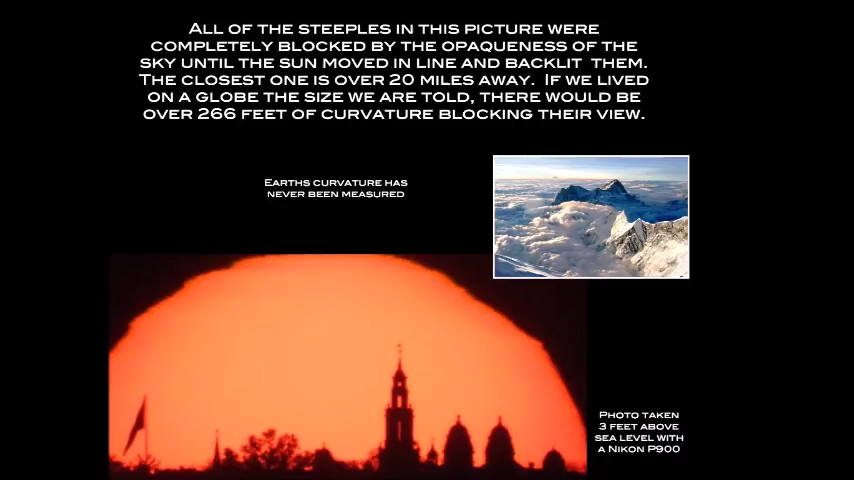 ALL OF THE STEEPLES IN THIS PICTURE WERE
COMPLETELY BLOCKED BY THE OPAQUENESS OF THE
SKY UNTIL THE SUN MOVED IN LINE AND BACKLIT THEM.
THE CLOSEST ONE IS OVER 20 MILES AWAY. IF WE LIVED
ON A GLOBE THE SIZE WE ARE TOLD, THERE WOULD BE
OVER 266 FEET OF CURVATURE BLOCKING THEIR VIEW.
EARTHS CURVATURE HAS
NEVER BEEN MEASURED
PHOTO TAKEN
3 FEET ABOVE
SEA LEVEL WITH
A NIKON P900